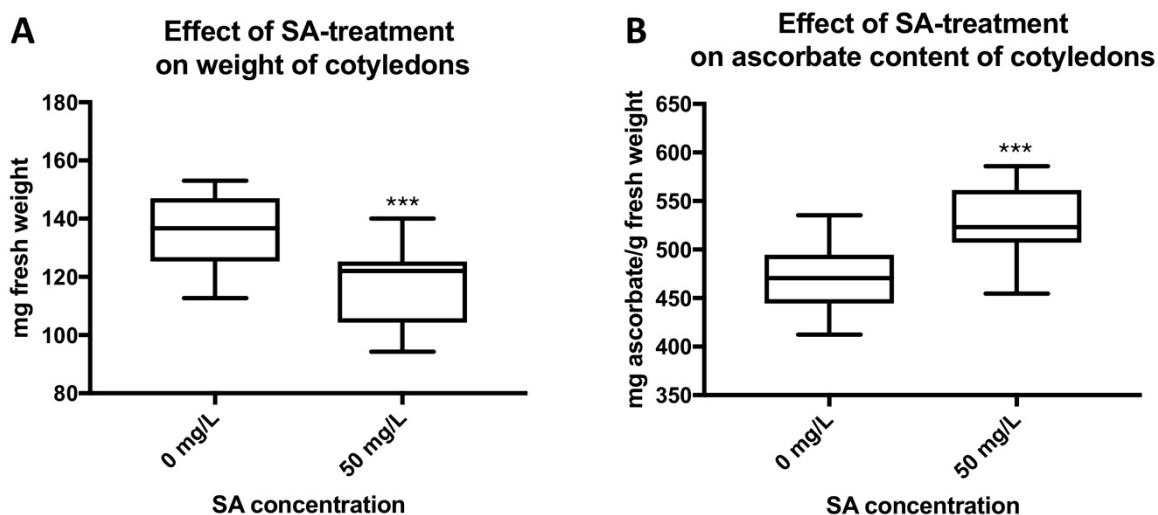 A
Effect of SA-treatment
on weight of cotyledons
mg fresh weight
180
160
140
120
100
80
***
0 mg/L
50 mg/L
SA concentration
B
Effect of SA-treatment
on ascorbate content of cotyledons
mg ascorbate/g fresh weight
650
600
550
500
450
400
350
***
0 mg/L
50 mg/L
SA concentration